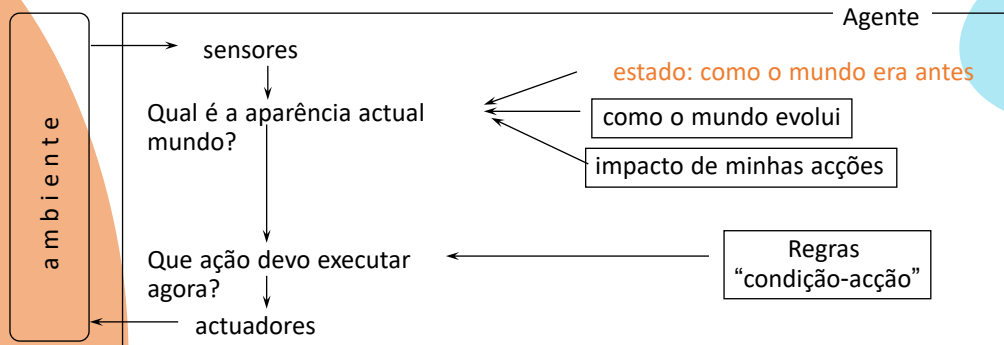 Agente
sensores
estado: como o mundo era antes
Qual é a aparência actual
mundo?
como o mundo evolui
impacto de minhas acções
ambiente
Que ação devo executar
agora?
Regras
“condição-acção”
actuadores